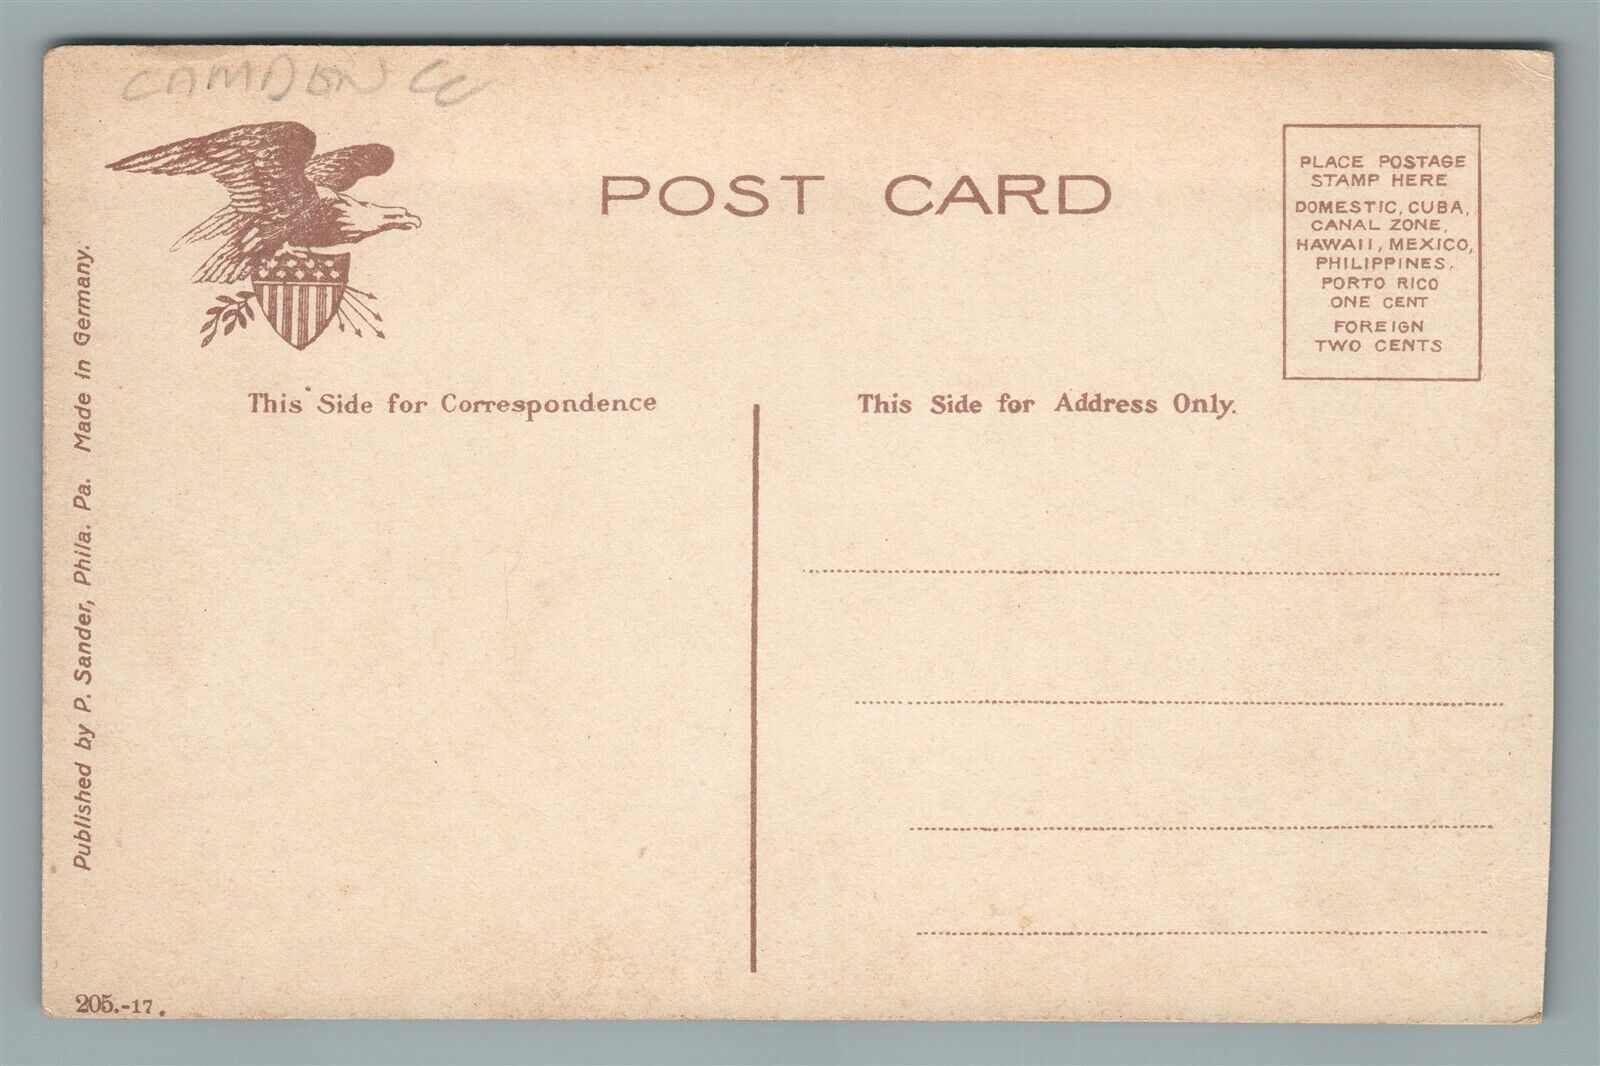 CAMDEN CO
POST CARD
PLACE POSTAGE
STAMP HERE
DOMESTIC, CUBA,
CANAL ZONE,
HAWAII, MEXICO,
PHILIPPINES,
PORTO RICO
ONE CENT
FOREIGN
TWO CENTS
This Side for Correspondence
This Side for Address Only.
Published by P. Sander, Phila. Pa. Made in Germany.
205.-17.